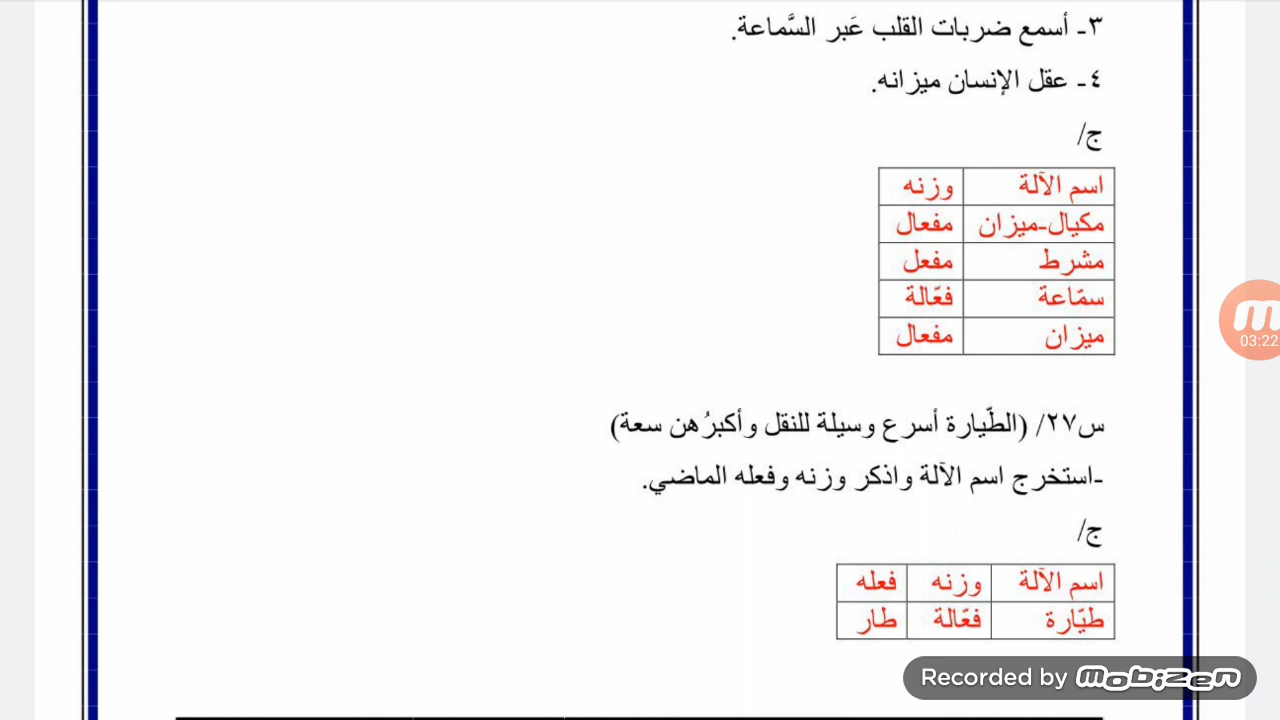 ٣- أسمع ضربات القلب عَبر السَّماعة.
٤- عقل الإنسان ميزانه.
ج/
اسم الآلة وزنه
مكيال-ميزان مفعال
مشرط مفعل
سمّاعة فعّالة
ميزان مفعال
س٢٧/ (الطّيارة أسرع وسيلة للنقل وأكبرُهن سعة)
-استخرج اسم الآلة واذكر وزنه وفعله الماضي.
ج/
اسم الآلة وزنه فعله
طيّارة فعّالة طار
03:22
Recorded by mobizen